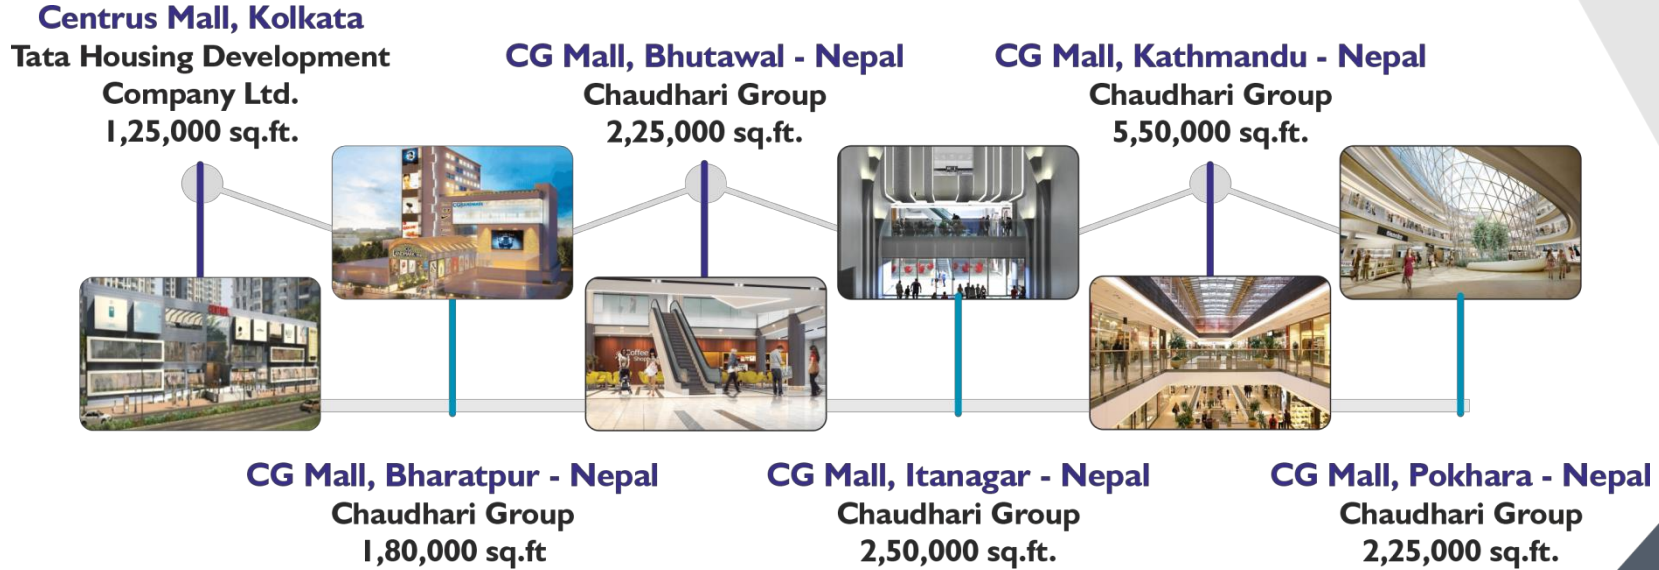 Centrus Mall, Kolkata
Tata Housing Development
Company Ltd.
1,25,000 sq.ft.
CG Mall, Bhutawal - Nepal
Chaudhari Group
2,25,000 sq.ft.
CG Mall, Kathmandu - Nepal
Chaudhari Group
5,50,000 sq.ft.
Coffee
Shop
CG Mall, Bharatpur - Nepal
Chaudhari Group
1,80,000 sq.ft
CG Mall, Itanagar - Nepal
Chaudhari Group
2,50,000 sq.ft.
CG Mall, Pokhara - Nepal
Chaudhari Group
2,25,000 sq.ft.